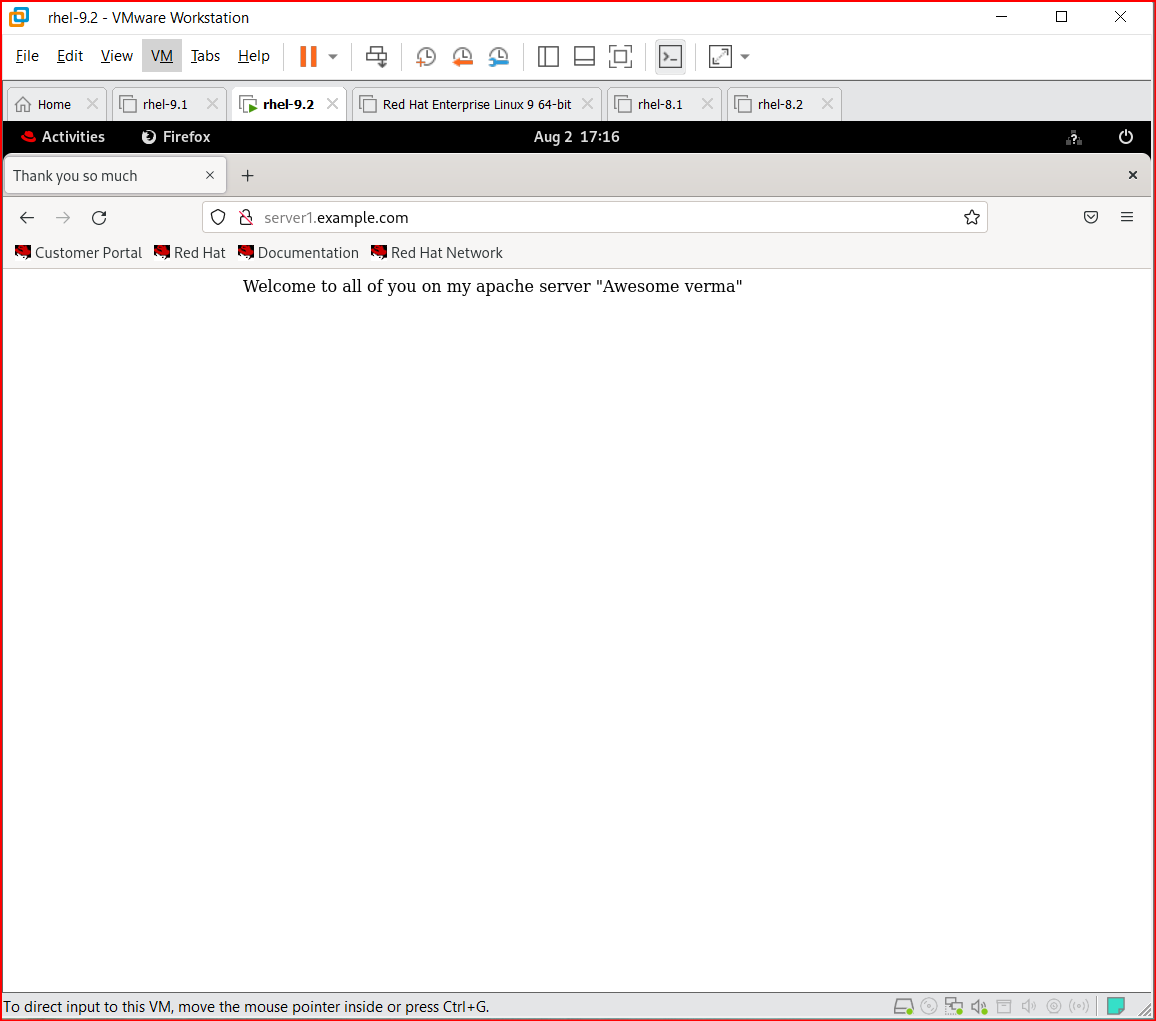 rhel-9.2 - VMware Workstation
File Edit View VM Tabs Help
Home rhel-9.1 rhel-9.2 Red Hat Enterprise Linux 9 64-bit rhel-8.1 rhel-8.2
Activities Firefox Aug 2 17:16
Thank you so much
server1.example.com
Customer Portal Red Hat Documentation Red Hat Network
Welcome to all of you on my apache server "Awesome verma"
To direct input to this VM, move the mouse pointer inside or press Ctrl+G.